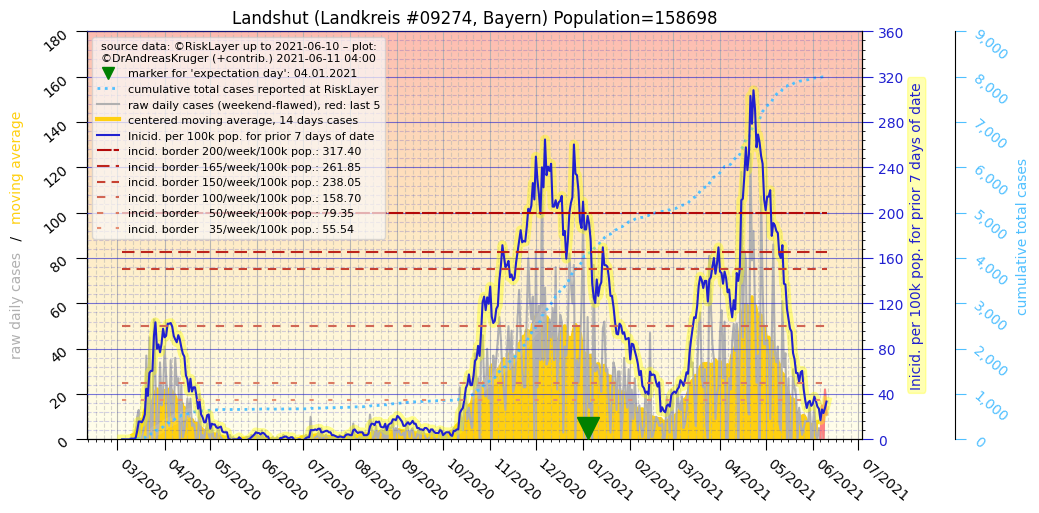 Landshut (Landkreis #09274, Bayern) Population=158698
source data: ©RiskLayer up to 2021-06-10 – plot:
©DrAndreasKruger (+contrib.) 2021-06-11 04:00
marker for 'expectation day': 04.01.2021
cumulative total cases reported at RiskLayer
raw daily cases (weekend-flawed), red: last 5
centered moving average, 14 days cases
Inicid. per 100k pop. for prior 7 days of date
incid. border 200/week/100k pop.: 317.40
incid. border 165/week/100k pop.: 261.85
incid. border 150/week/100k pop.: 238.05
incid. border 100/week/100k pop.: 158.70
incid. border   50/week/100k pop.: 79.35
incid. border   35/week/100k pop.: 55.54
raw daily cases / moving average
180
160
140
120
100
80
60
40
20
0
03/2020
04/2020
05/2020
06/2020
07/2020
08/2020
09/2020
10/2020
11/2020
12/2020
01/2021
02/2021
03/2021
04/2021
05/2021
06/2021
07/2021
360
320
280
240
200
160
120
80
40
0
Inicid. per 100k pop. for prior 7 days of date
9,000
8,000
7,000
6,000
5,000
4,000
3,000
2,000
1,000
0
cumulative total cases